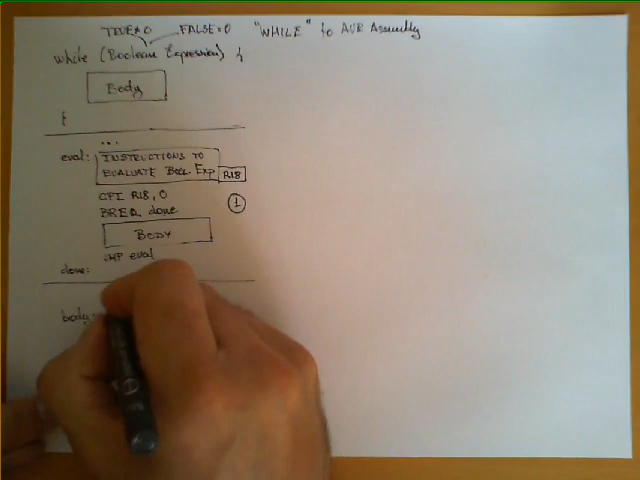 TRUE≠0 FALSE=0 "WHILE" to AVR Assembly
while (Boolean Expression) {
Body
}
...
eval: INSTRUCTIONS TO
EVALUATE BOOL. EXP R18
CPI R18, 0
BREQ done
1
BODY
JMP eval
done:
body: